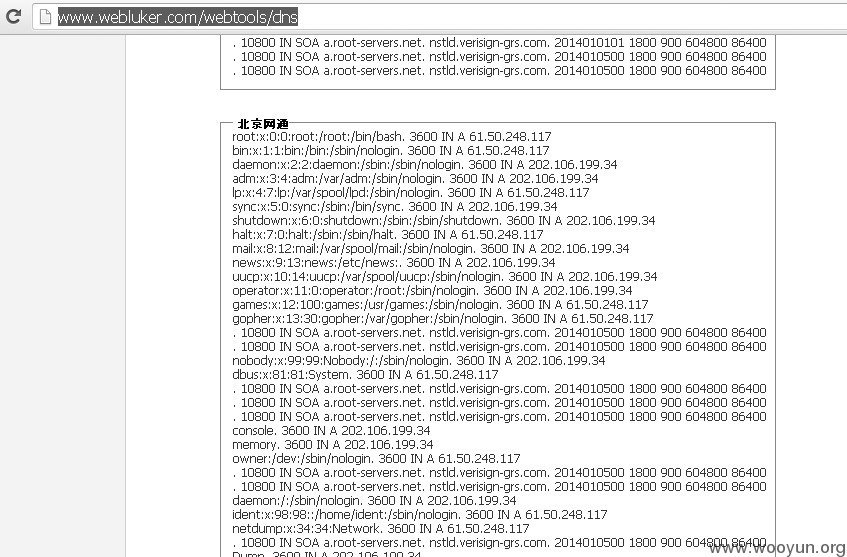 www.webluker.com/webtools/dns
. 10800 IN SOA a.root-servers.net. nstld.verisign-grs.com. 2014010101 1800 900 604800 86400
. 10800 IN SOA a.root-servers.net. nstld.verisign-grs.com. 2014010500 1800 900 604800 86400
. 10800 IN SOA a.root-servers.net. nstld.verisign-grs.com. 2014010500 1800 900 604800 86400
北京网通
root:x:0:0:root:/root:/bin/bash. 3600 IN A 61.50.248.117
bin:x:1:1:bin:/bin:/sbin/nologin. 3600 IN A 61.50.248.117
daemon:x:2:2:daemon:/sbin:/sbin/nologin. 3600 IN A 202.106.199.34
adm:x:3:4:adm:/var/adm:/sbin/nologin. 3600 IN A 202.106.199.34
lp:x:4:7:lp:/var/spool/lpd:/sbin/nologin. 3600 IN A 61.50.248.117
sync:x:5:0:sync:/sbin:/bin/sync. 3600 IN A 202.106.199.34
shutdown:x:6:0:shutdown:/sbin:/sbin/shutdown. 3600 IN A 202.106.199.34
halt:x:7:0:halt:/sbin:/sbin/halt. 3600 IN A 61.50.248.117
mail:x:8:12:mail:/var/spool/mail:/sbin/nologin. 3600 IN A 202.106.199.34
news:x:9:13:news:/etc/news:. 3600 IN A 202.106.199.34
uucp:x:10:14:uucp:/var/spool/uucp:/sbin/nologin. 3600 IN A 202.106.199.34
operator:x:11:0:operator:/root:/sbin/nologin. 3600 IN A 202.106.199.34
games:x:12:100:games:/usr/games:/sbin/nologin. 3600 IN A 61.50.248.117
gopher:x:13:30:gopher:/var/gopher:/sbin/nologin. 3600 IN A 61.50.248.117
. 10800 IN SOA a.root-servers.net. nstld.verisign-grs.com. 2014010500 1800 900 604800 86400
. 10800 IN SOA a.root-servers.net. nstld.verisign-grs.com. 2014010500 1800 900 604800 86400
nobody:x:99:99:Nobody:/:/sbin/nologin. 3600 IN A 202.106.199.34
dbus:x:81:81:System. 3600 IN A 61.50.248.117
. 10800 IN SOA a.root-servers.net. nstld.verisign-grs.com. 2014010500 1800 900 604800 86400
. 10800 IN SOA a.root-servers.net. nstld.verisign-grs.com. 2014010500 1800 900 604800 86400
. 10800 IN SOA a.root-servers.net. nstld.verisign-grs.com. 2014010500 1800 900 604800 86400
console. 3600 IN A 202.106.199.34
memory. 3600 IN A 202.106.199.34
owner:/dev:/sbin/nologin. 3600 IN A 61.50.248.117
. 10800 IN SOA a.root-servers.net. nstld.verisign-grs.com. 2014010500 1800 900 604800 86400
. 10800 IN SOA a.root-servers.net. nstld.verisign-grs.com. 2014010500 1800 900 604800 86400
daemon:/:/sbin/nologin. 3600 IN A 202.106.199.34
ident:x:98:98::/home/ident:/sbin/nologin. 3600 IN A 61.50.248.117
netdump:x:34:34:Network. 3600 IN A 61.50.248.117
. 10800 IN SOA a.root-servers.net. nstld.verisign-grs.com. 2014010500 1800 900 604800 86400
Dump. 3600 IN A 202.106.199.34
www.wooyun.org